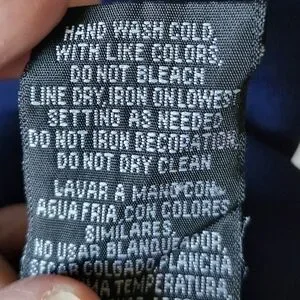 HAND WASH COLD,
WITH LIKE COLORS,
DO NOT BLEACH
LINE DRY, IRON ON LOWEST
SETTING AS NEEDED
DO NOT IRON DECORATION,
DO NOT DRY CLEAN
LAVAR A MANO CON
AGUA FRIA, CON COLORES
SIMILARES,
NO USAR BLANQUEADOR,
SECAR COLGADO, PLANCHA
TEMPERATURA